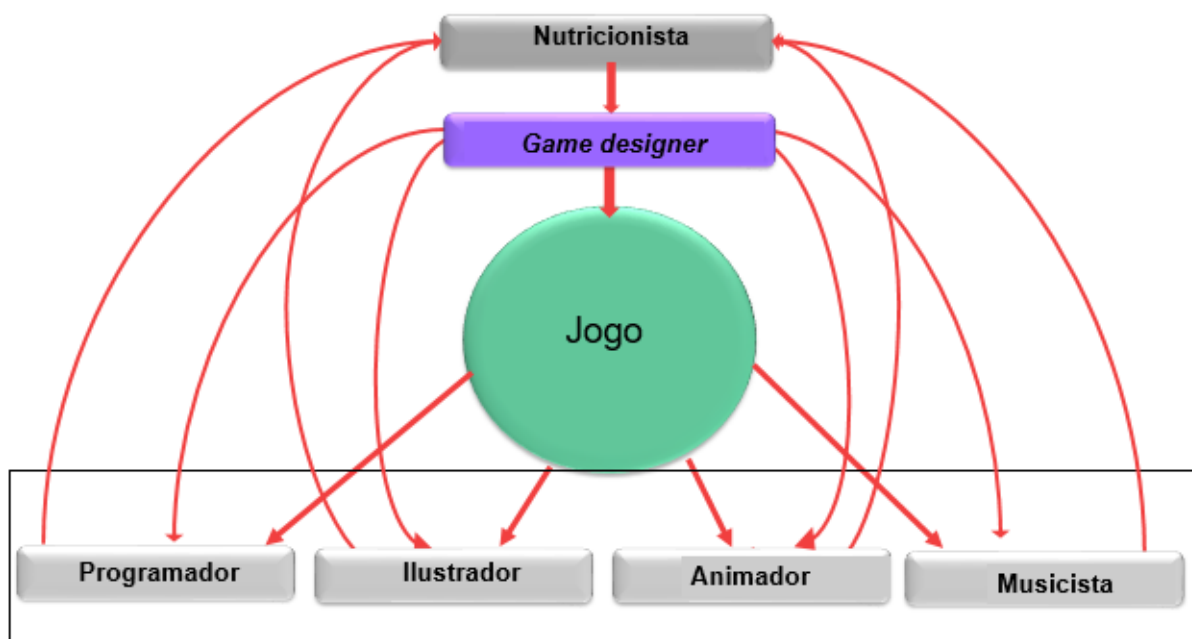 Nutricionista
Game designer
Jogo
Programador
Ilustrador
Animador
Musicista